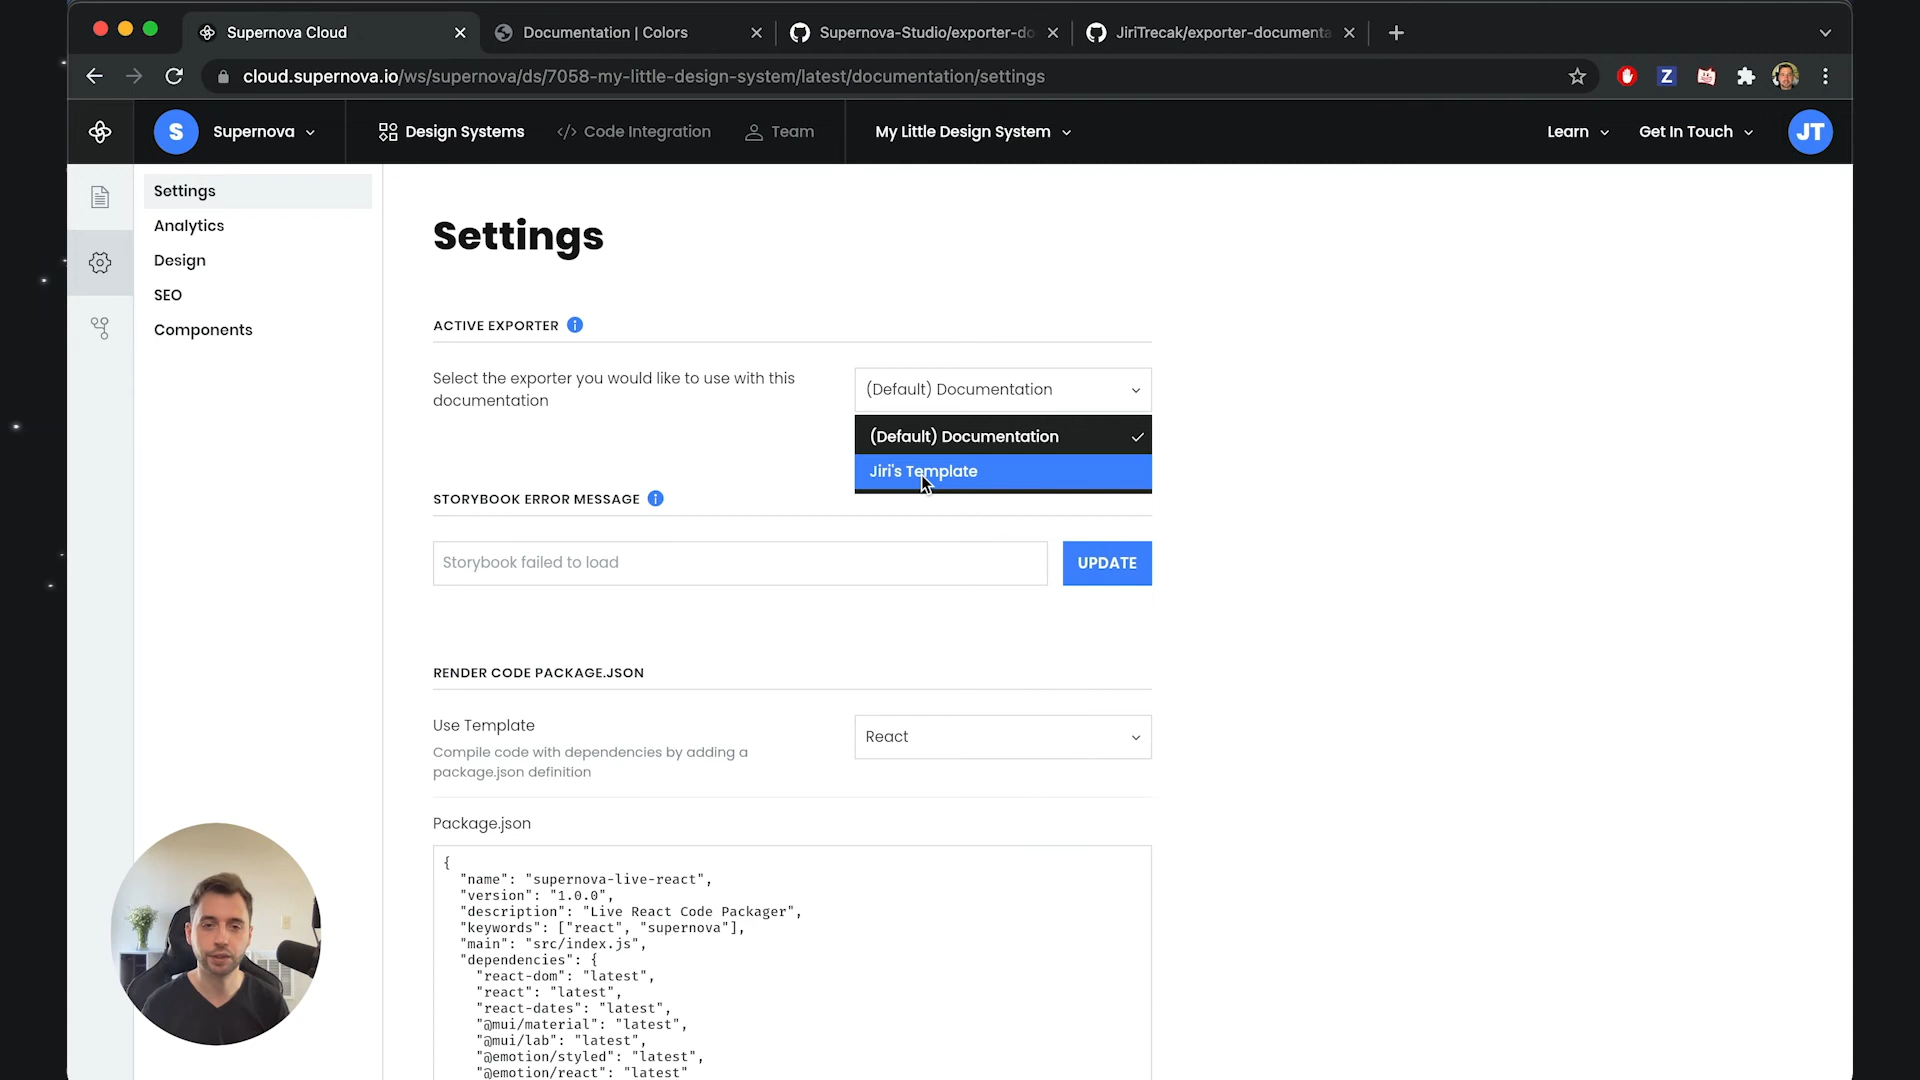 Supernova Cloud
Documentation | Colors
Supernova-Studio/exporter-do
JiriTrecak/exporter-documenta
cloud.supernova.io/ws/supernova/ds/7058-my-little-design-system/latest/documentation/settings
Z
S
Supernova
Design Systems
</> Code Integration
Team
My Little Design System
Learn
Get In Touch
JT
Settings
Analytics
Design
SEO
Components
Settings
ACTIVE EXPORTER
Select the exporter you would like to use with this
documentation
(Default) Documentation
(Default) Documentation
Jiri's Template
STORYBOOK ERROR MESSAGE
Storybook failed to load
UPDATE
RENDER CODE PACKAGE.JSON
Use Template
Compile code with dependencies by adding a
package.json definition
React
Package.json
{
"name": "supernova-live-react",
"version": "1.0.0",
"description": "Live React Code Packager",
"keywords": ["react", "supernova"],
"main": "src/index.js",
"dependencies": {
"react-dom": "latest",
"react": "latest",
"react-dates": "latest",
"@mui/material": "latest",
"@mui/lab": "latest",
"@emotion/styled": "latest",
"@emotion/react": "latest"